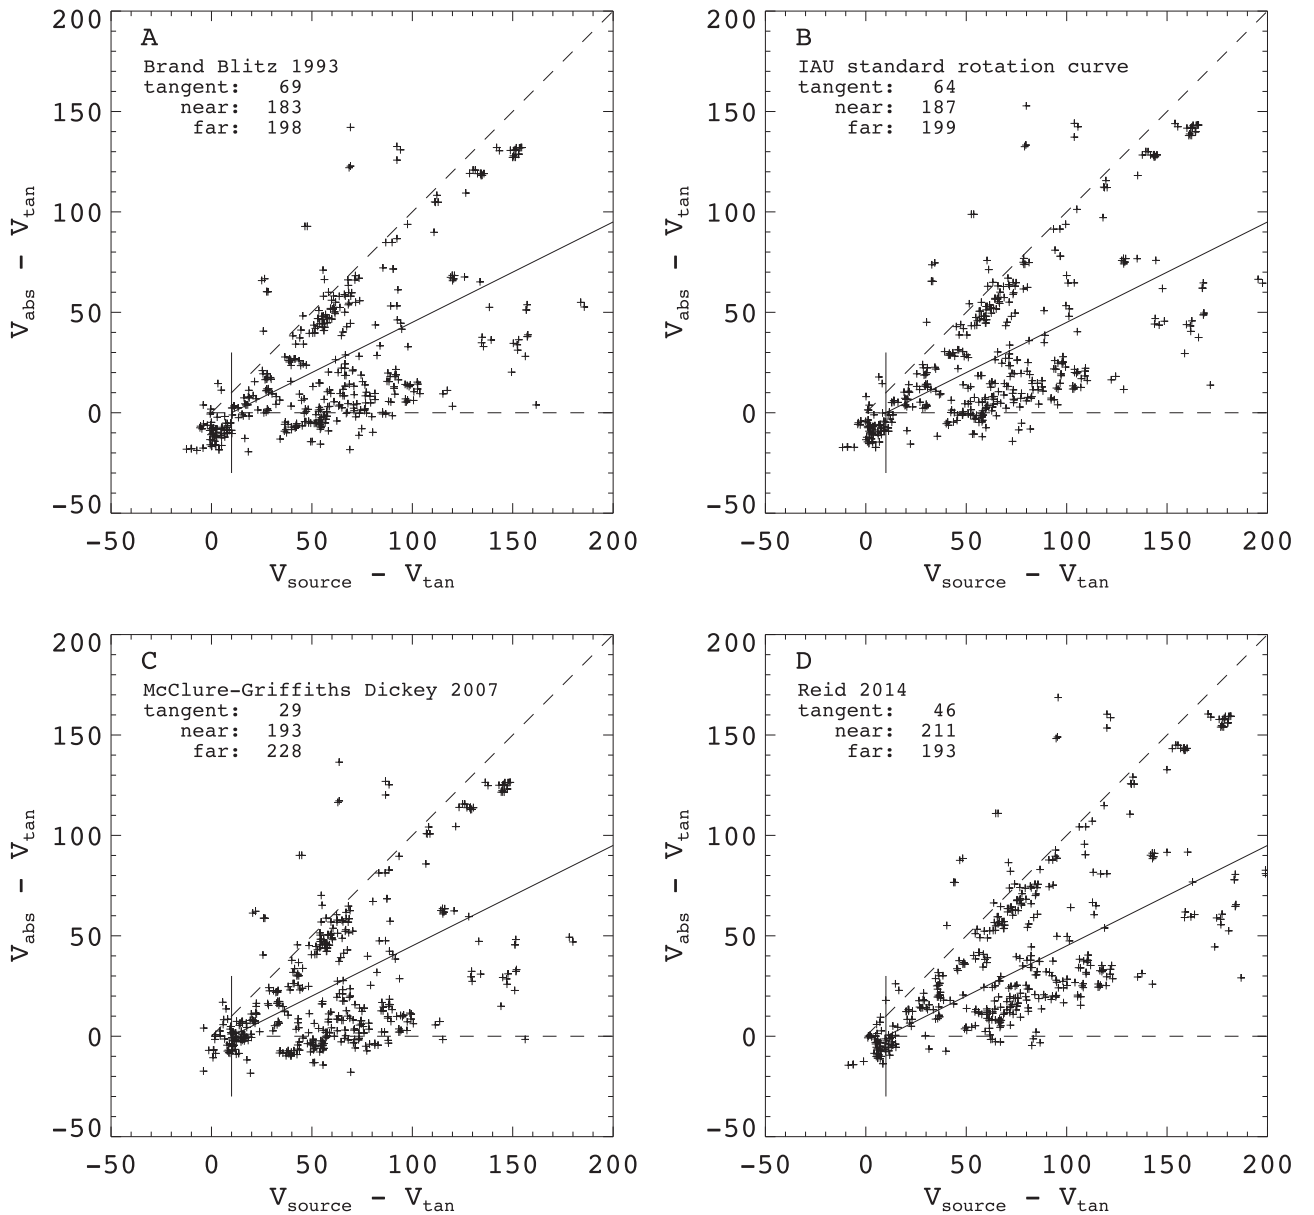 A
Brand Blitz 1993
tangent: 69
near: 183
far: 198
200
150
100
50
0
−50
−50 0 50 100 150 200
V_abs − V_tan
V_source − V_tan
B
IAU standard rotation curve
tangent: 64
near: 187
far: 199
200
150
100
50
0
−50
−50 0 50 100 150 200
V_abs − V_tan
V_source − V_tan
C
McClure−Griffiths Dickey 2007
tangent: 29
near: 193
far: 228
200
150
100
50
0
−50
−50 0 50 100 150 200
V_abs − V_tan
V_source − V_tan
D
Reid 2014
tangent: 46
near: 211
far: 193
200
150
100
50
0
−50
−50 0 50 100 150 200
V_abs − V_tan
V_source − V_tan